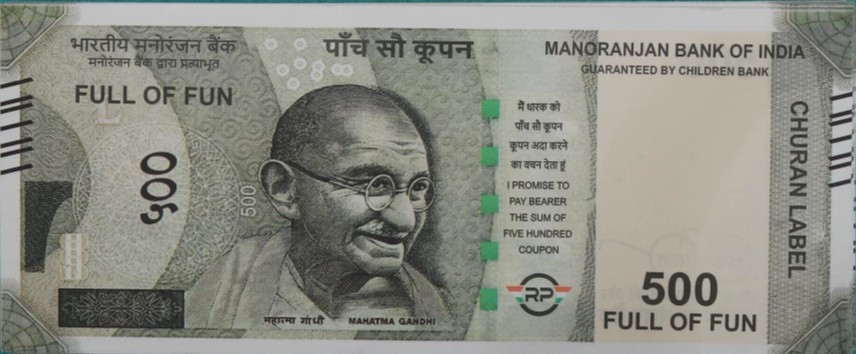 भारतीय मनोरंजन बैंक
मनोरंजन बैंक द्वारा प्रत्याभूत
FULL OF FUN
पाँच सौ कूपन
MANORANJAN BANK OF INDIA
GUARANTEED BY CHILDREN BANK
५००
500
मैं धारक को
पाँच सौ कूपन
कूपन अदा करने
का वचन देता हूं
I PROMISE TO
PAY BEARER
THE SUM OF
FIVE HUNDRED
COUPON
RP
महात्मा गांधी
MAHATMA GANDHI
500
FULL OF FUN
CHURAN LABEL